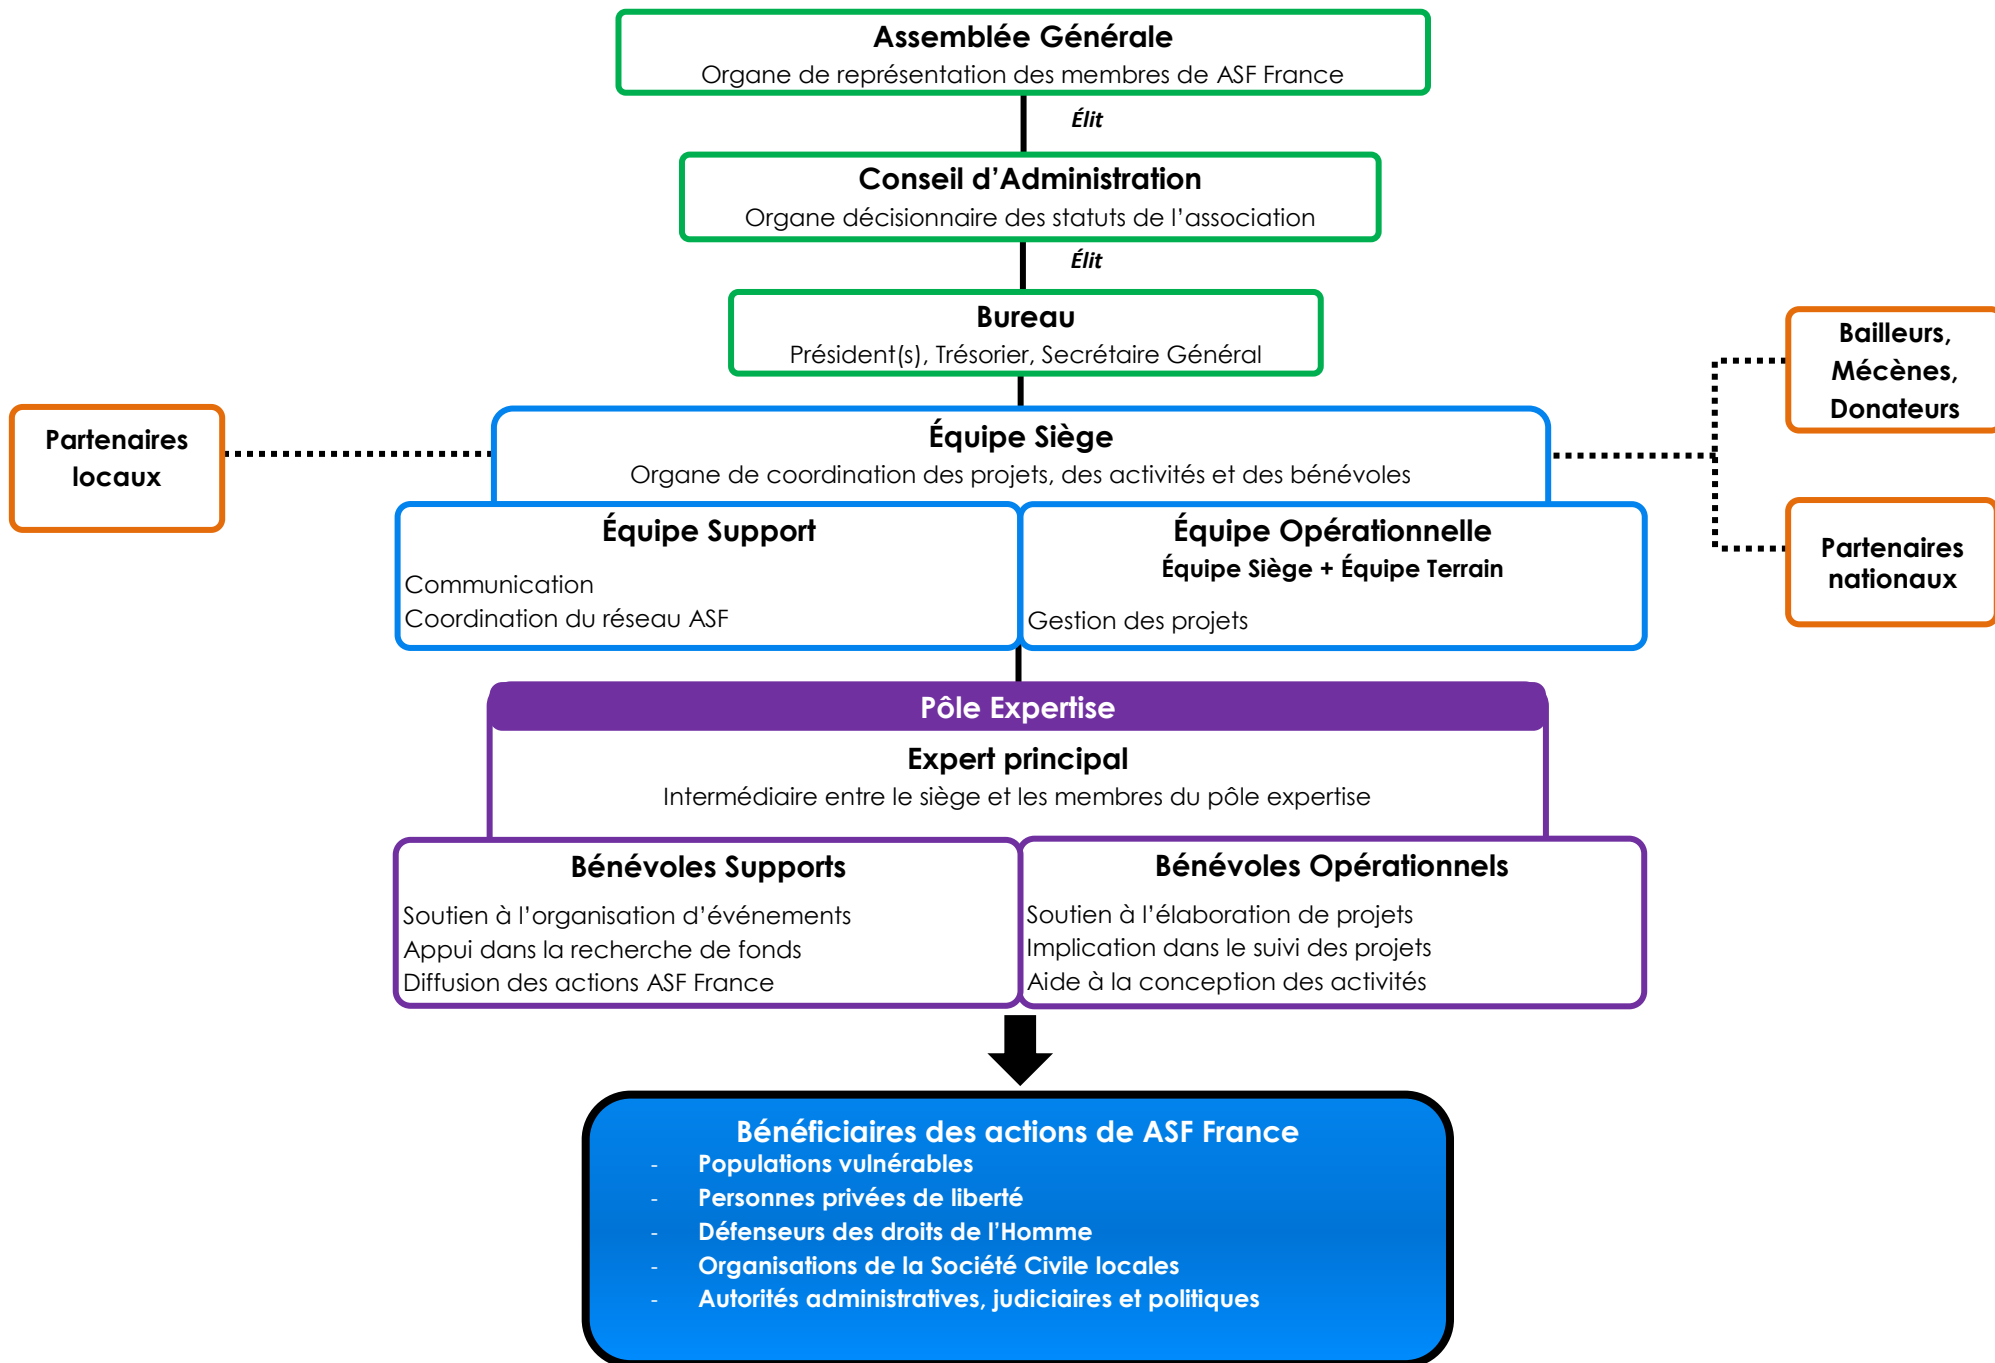 Assemblée Générale
Organe de représentation des membres de ASF France
Élit
Conseil d’Administration
Organe décisionnaire des statuts de l’association
Élit
Bureau
Président(s), Trésorier, Secrétaire Général
Bailleurs,
Mécènes,
Donateurs
Partenaires
locaux
Équipe Siège
Organe de coordination des projets, des activités et des bénévoles
Équipe Support
Communication
Coordination du réseau ASF
Équipe Opérationnelle
Équipe Siège + Équipe Terrain
Gestion des projets
Partenaires
nationaux
Pôle Expertise
Expert principal
Intermédiaire entre le siège et les membres du pôle expertise
Bénévoles Supports
Soutien à l’organisation d’événements
Appui dans la recherche de fonds
Diffusion des actions ASF France
Bénévoles Opérationnels
Soutien à l’élaboration de projets
Implication dans le suivi des projets
Aide à la conception des activités
Bénéficiaires des actions de ASF France
- Populations vulnérables
- Personnes privées de liberté
- Défenseurs des droits de l’Homme
- Organisations de la Société Civile locales
- Autorités administratives, judiciaires et politiques